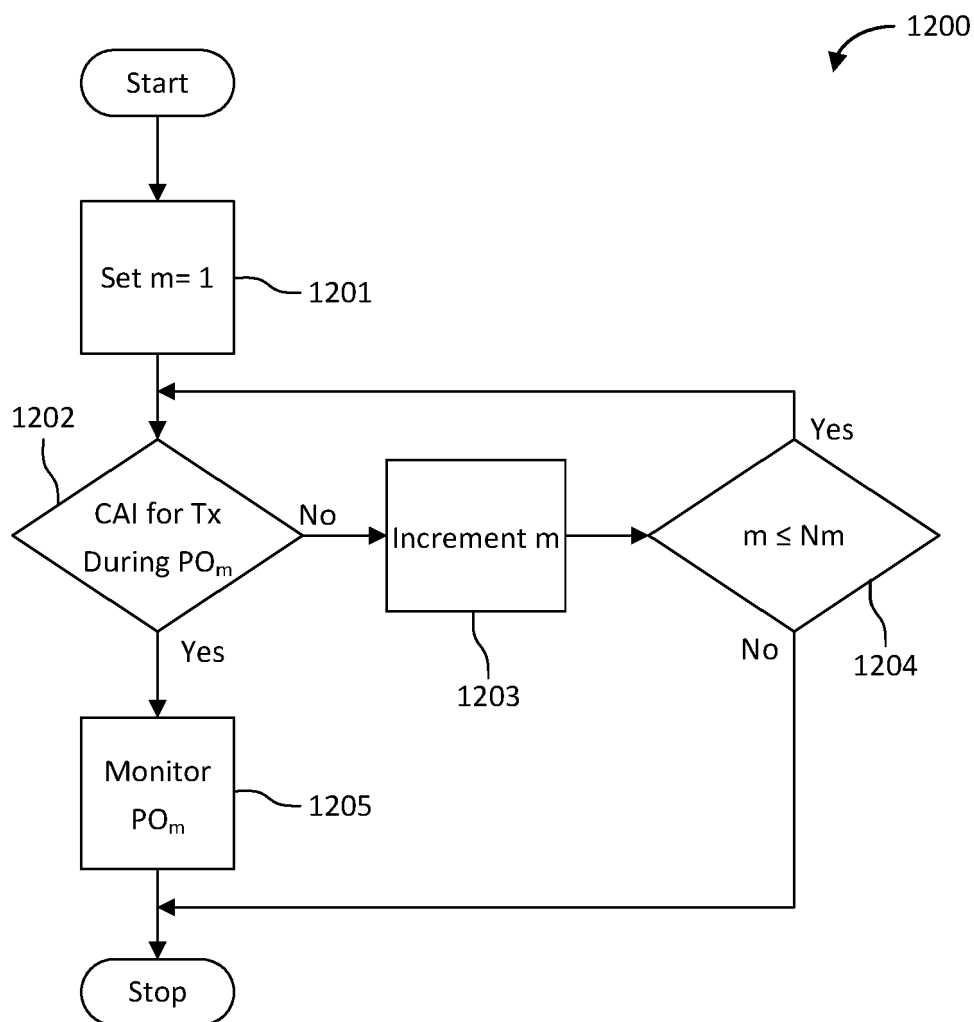 1200
Start
Set m= 1
1201
1202
Yes
CAI for Tx
During POₘ
No
Increment m
m ≤ Nm
Yes
No
1203
1204
Monitor
POₘ
1205
Stop